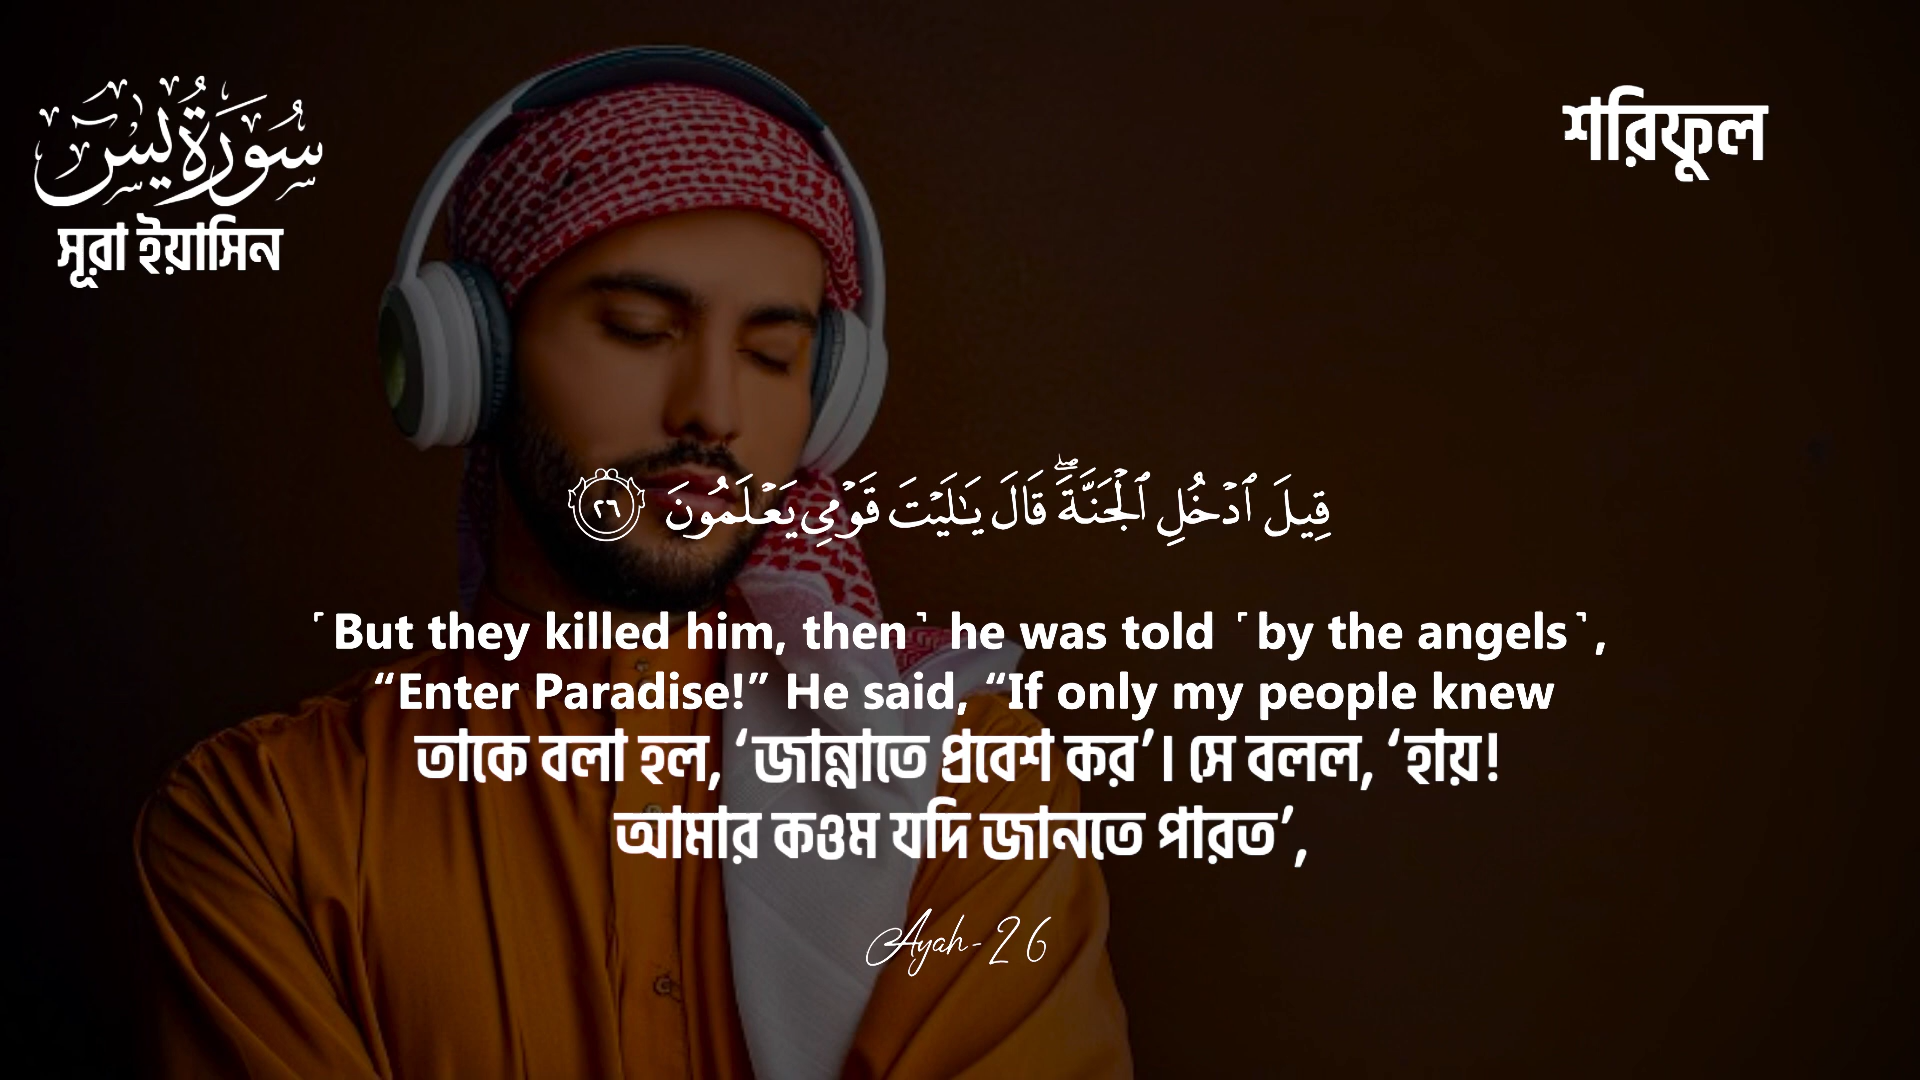 سُورَةُ يسٓ
সূরা ইয়াসিন
শরিফুল
قِيلَ ٱدْخُلِ ٱلْجَنَّةَ ۖ قَالَ يَـٰلَيْتَ قَوْمِى يَعْلَمُونَ ٢٦
˹But they killed him, then˺ he was told ˹by the angels˺,
“Enter Paradise!” He said, “If only my people knew
তাকে বলা হল, ‘জান্নাতে প্রবেশ কর’। সে বলল, ‘হায়!
আমার কওম যদি জানতে পারত’,
Ayah-26